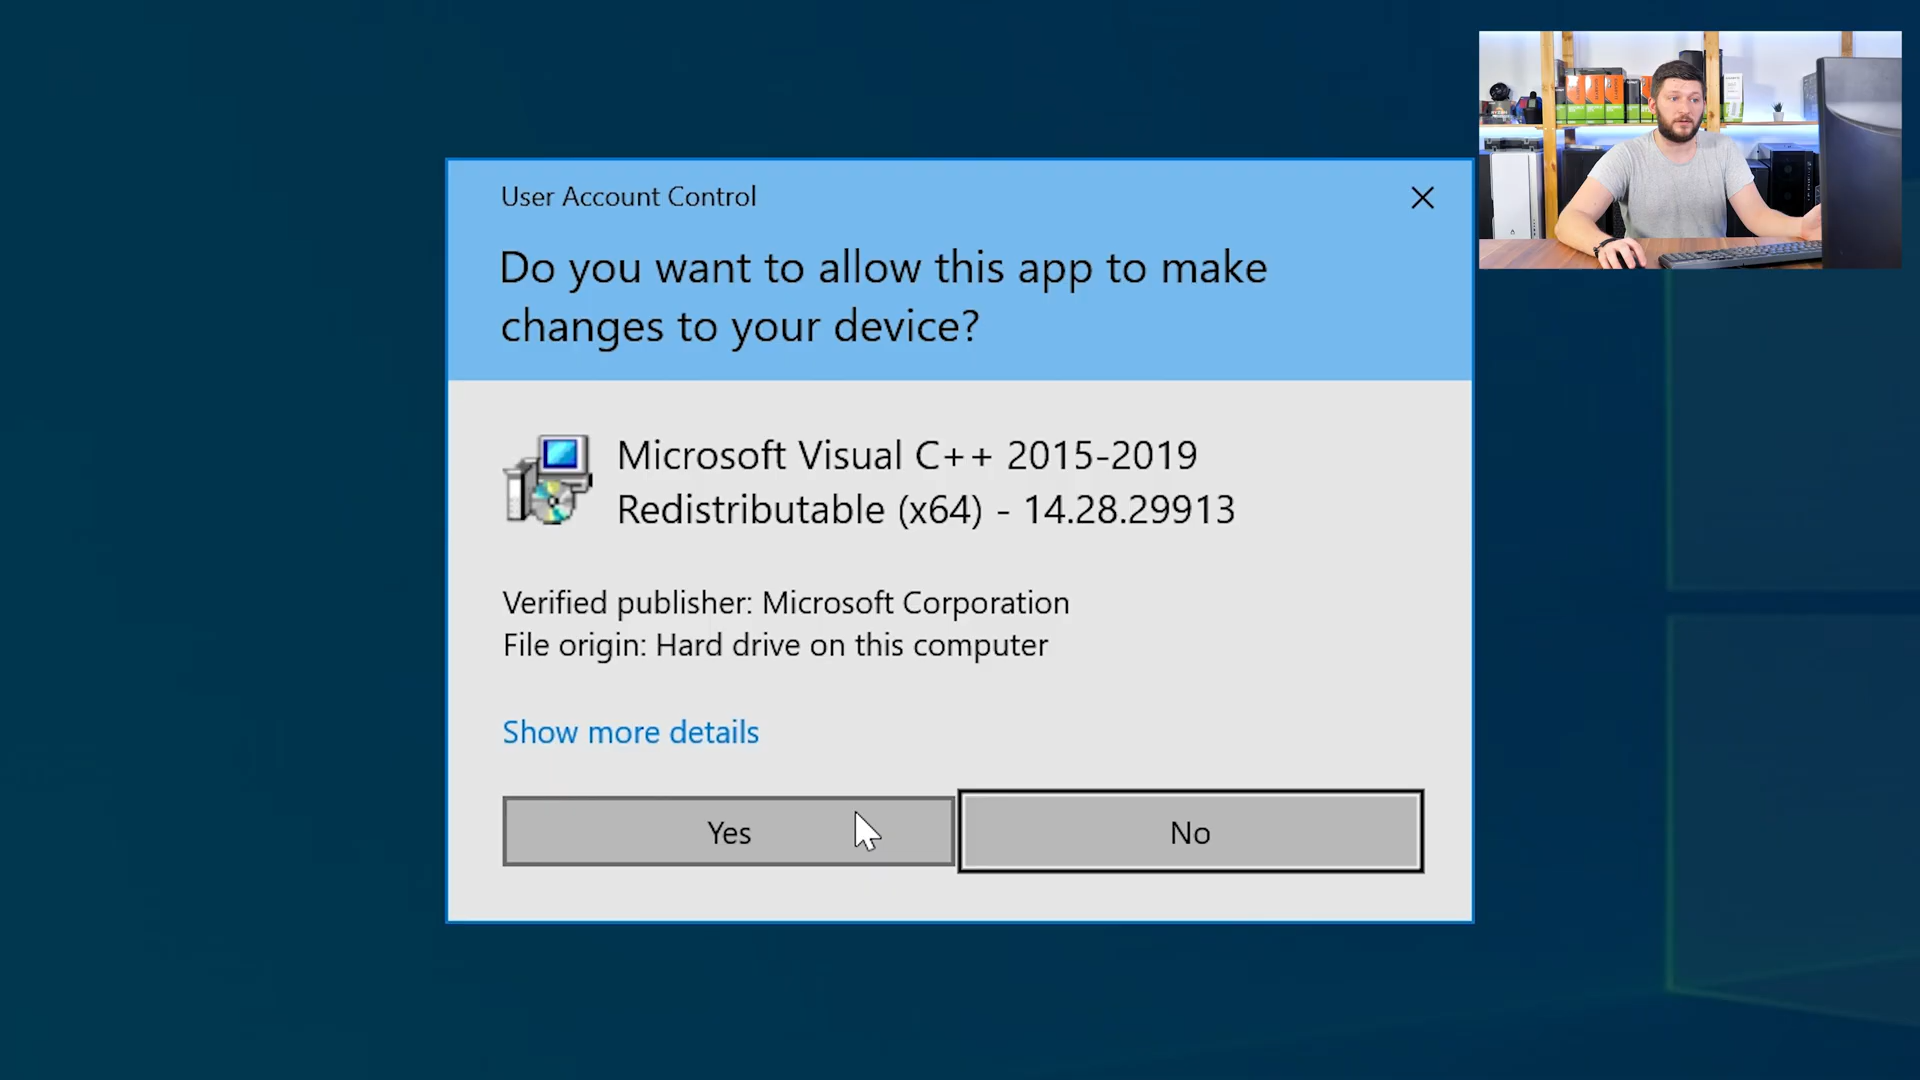 User Account Control
Do you want to allow this app to make
changes to your device?
Microsoft Visual C++ 2015-2019
Redistributable (x64) - 14.28.29913
Verified publisher: Microsoft Corporation
File origin: Hard drive on this computer
Show more details
Yes
No